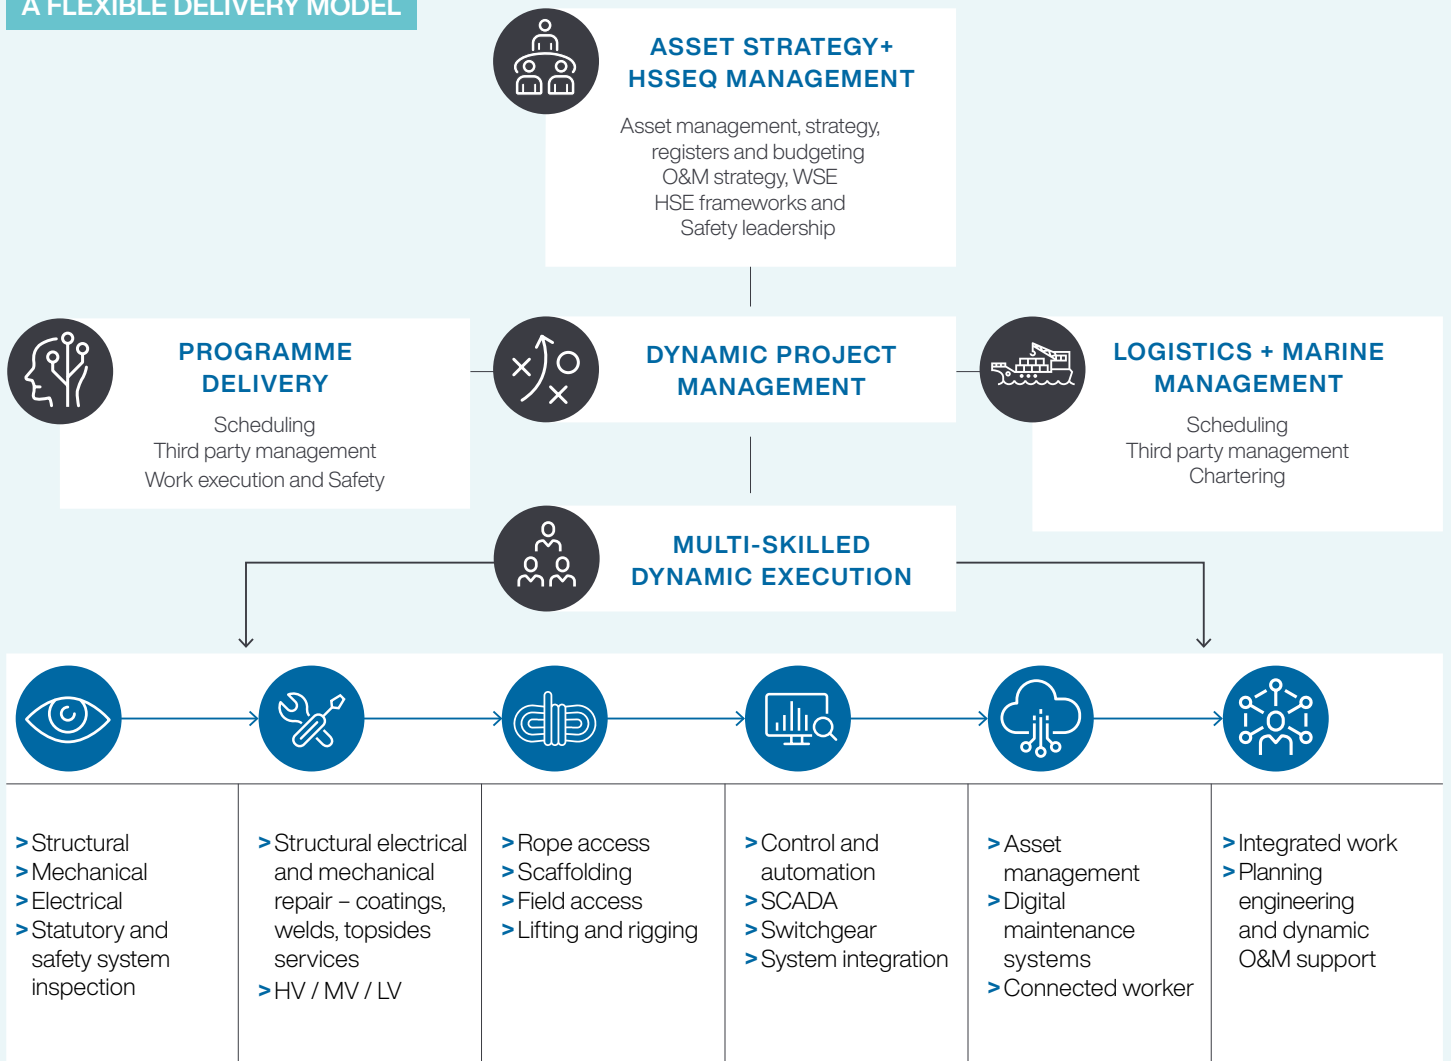 A FLEXIBLE DELIVERY MODEL
ASSET STRATEGY+
HSSEQ MANAGEMENT
Asset management, strategy,
registers and budgeting
O&M strategy, WSE
HSE frameworks and
Safety leadership
PROGRAMME
DELIVERY
Scheduling
Third party management
Work execution and Safety
DYNAMIC PROJECT
MANAGEMENT
LOGISTICS + MARINE
MANAGEMENT
Scheduling
Third party management
Chartering
MULTI-SKILLED
DYNAMIC EXECUTION
> Structural
> Mechanical
> Electrical
> Statutory and
safety system
inspection
> Structural electrical
and mechanical
repair – coatings,
welds, topsides
services
> HV / MV / LV
> Rope access
> Scaffolding
> Field access
> Lifting and rigging
> Control and
automation
> SCADA
> Switchgear
> System integration
> Asset
management
> Digital
maintenance
systems
> Connected worker
> Integrated work
> Planning
engineering
and dynamic
O&M support